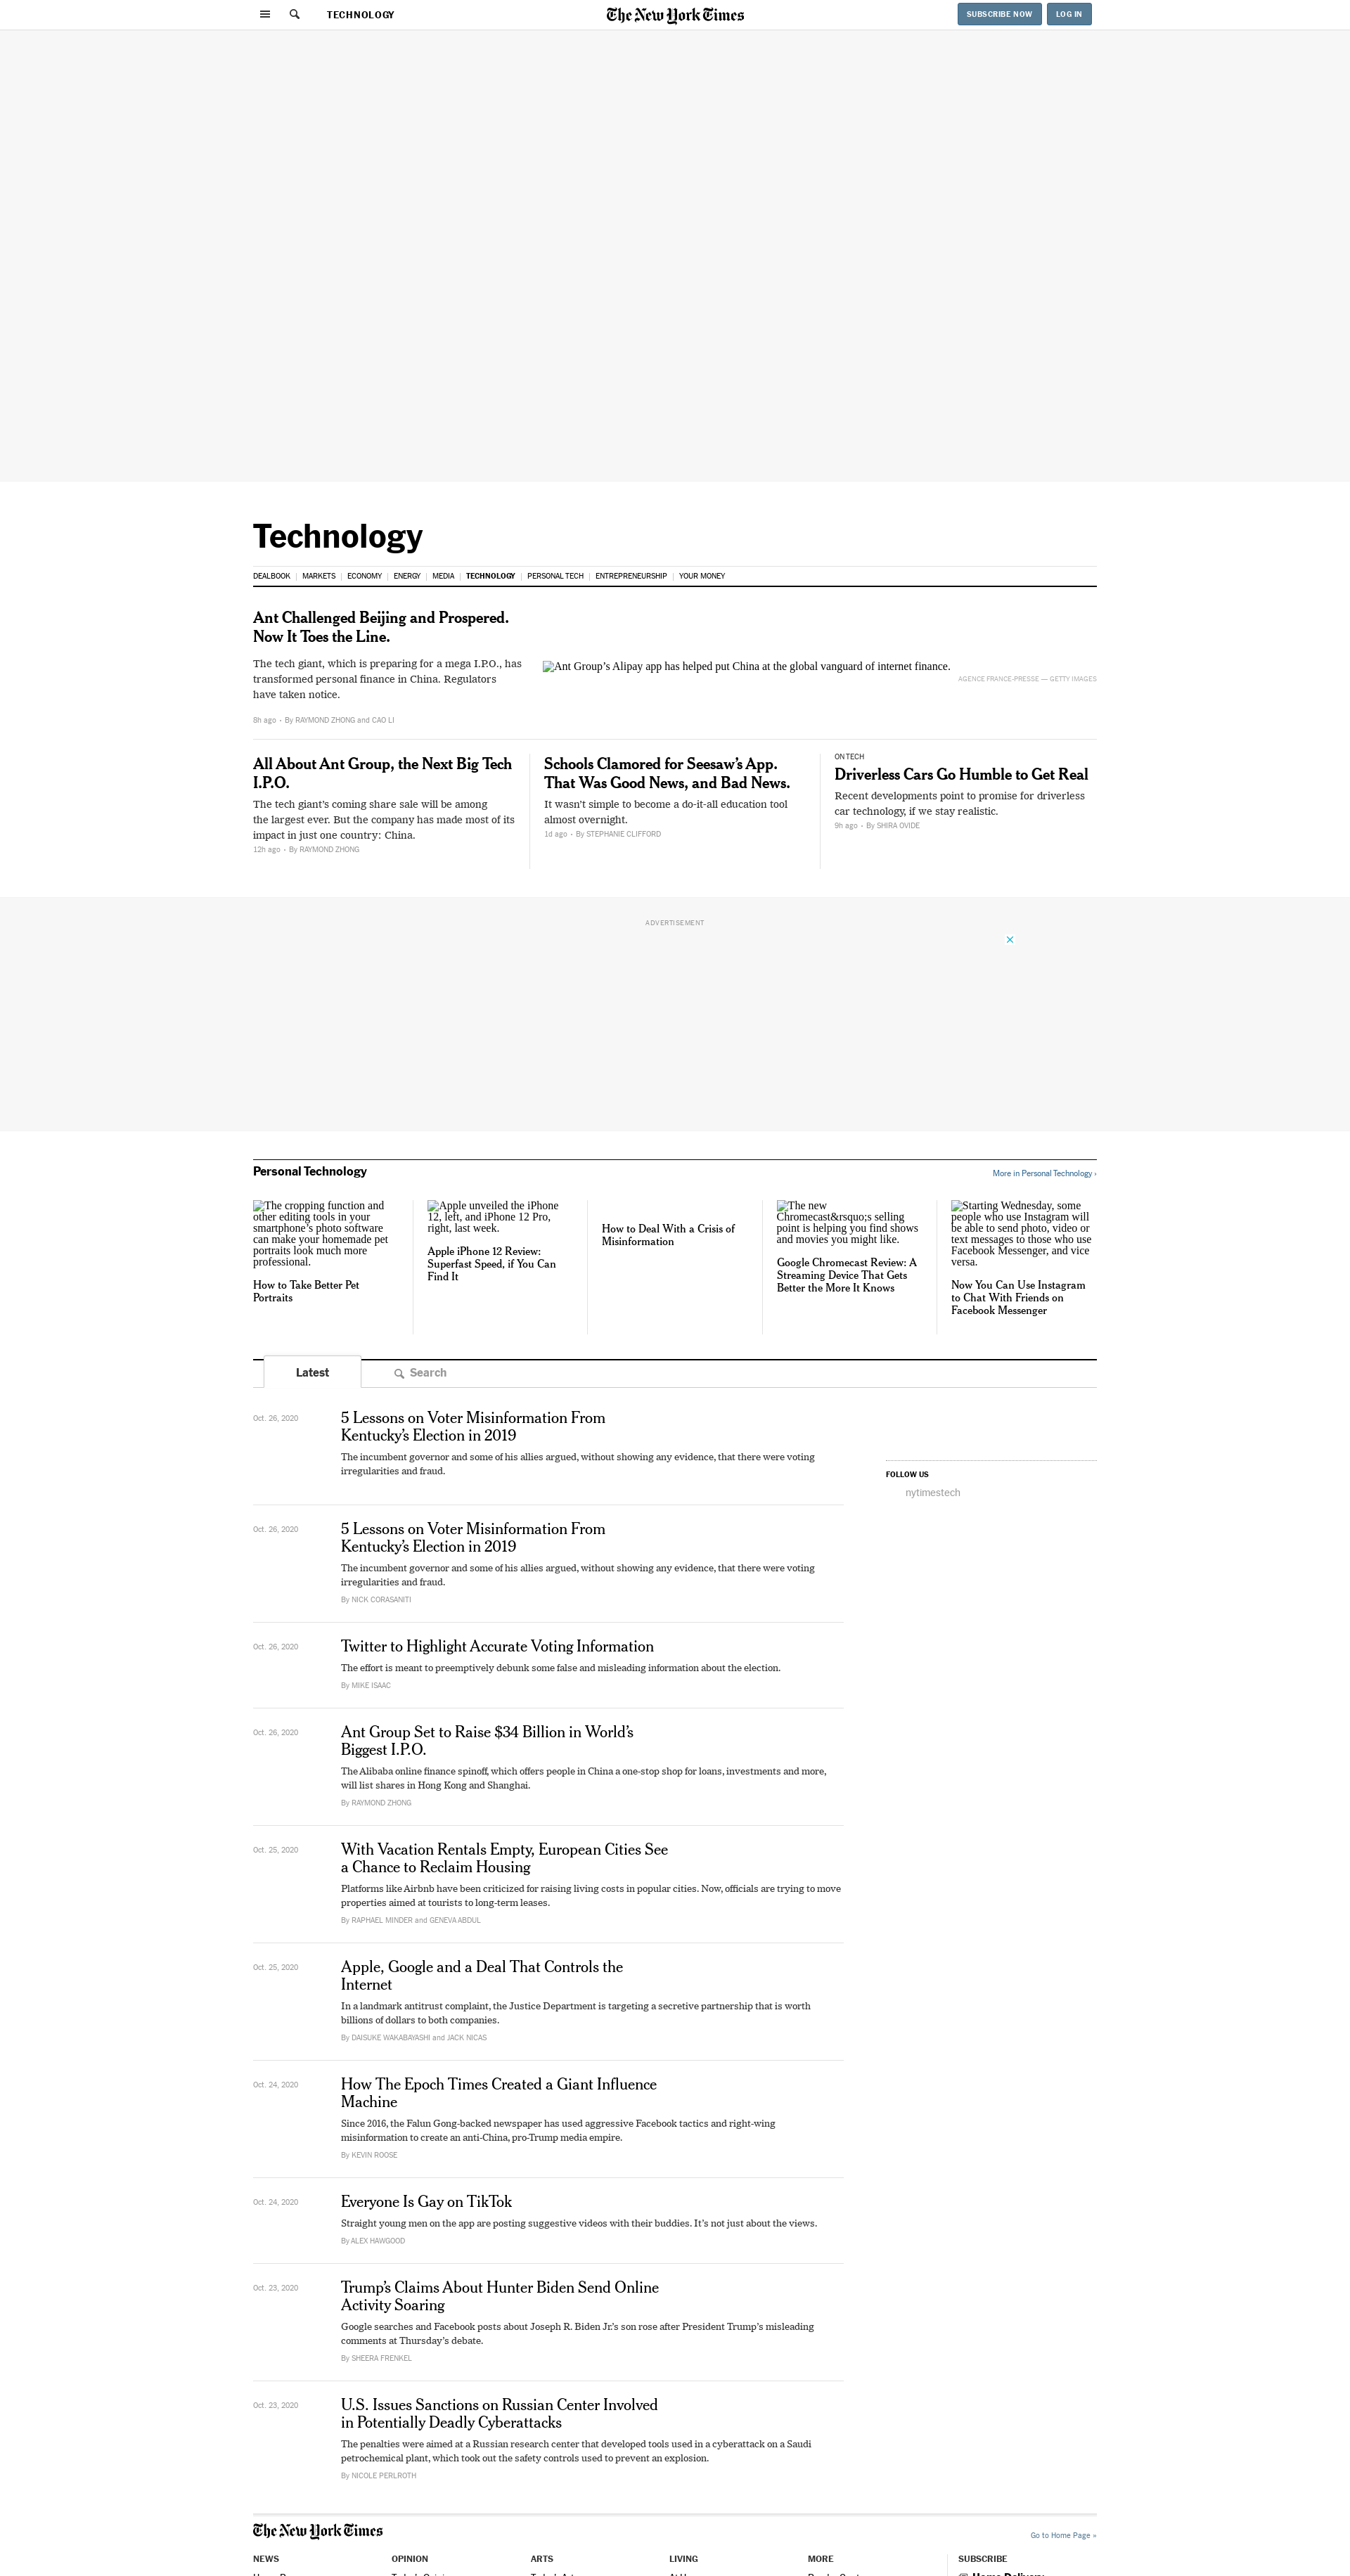 TECHNOLOGY
The New York Times
SUBSCRIBE NOW
LOG IN
Technology
DEALBOOK
MARKETS
ECONOMY
ENERGY
MEDIA
TECHNOLOGY
PERSONAL TECH
ENTREPRENEURSHIP
YOUR MONEY
Ant Challenged Beijing and Prospered.
Now It Toes the Line.
The tech giant, which is preparing for a mega I.P.O., has
transformed personal finance in China. Regulators
have taken notice.
8h ago • By RAYMOND ZHONG and CAO LI
Ant Group’s Alipay app has helped put China at the global vanguard of internet finance.
AGENCE FRANCE-PRESSE — GETTY IMAGES
All About Ant Group, the Next Big Tech
I.P.O.
The tech giant’s coming share sale will be among
the largest ever. But the company has made most of its
impact in just one country: China.
12h ago • By RAYMOND ZHONG
Schools Clamored for Seesaw’s App.
That Was Good News, and Bad News.
It wasn’t simple to become a do-it-all education tool
almost overnight.
1d ago • By STEPHANIE CLIFFORD
ON TECH
Driverless Cars Go Humble to Get Real
Recent developments point to promise for driverless
car technology, if we stay realistic.
9h ago • By SHIRA OVIDE
ADVERTISEMENT
Personal Technology
More in Personal Technology ›
The cropping function and
other editing tools in your
smartphone’s photo software
can make your homemade pet
portraits look much more
professional.
How to Take Better Pet
Portraits
Apple unveiled the iPhone
12, left, and iPhone 12 Pro,
right, last week.
Apple iPhone 12 Review:
Superfast Speed, if You Can
Find It
How to Deal With a Crisis of
Misinformation
The new
Chromecast&rsquo;s selling
point is helping you find shows
and movies you might like.
Google Chromecast Review: A
Streaming Device That Gets
Better the More It Knows
Starting Wednesday, some
people who use Instagram will
be able to send photo, video or
text messages to those who use
Facebook Messenger, and vice
versa.
Now You Can Use Instagram
to Chat With Friends on
Facebook Messenger
Latest
Search
Oct. 26, 2020
5 Lessons on Voter Misinformation From
Kentucky’s Election in 2019
The incumbent governor and some of his allies argued, without showing any evidence, that there were voting
irregularities and fraud.
FOLLOW US
nytimestech
Oct. 26, 2020
5 Lessons on Voter Misinformation From
Kentucky’s Election in 2019
The incumbent governor and some of his allies argued, without showing any evidence, that there were voting
irregularities and fraud.
By NICK CORASANITI
Oct. 26, 2020
Twitter to Highlight Accurate Voting Information
The effort is meant to preemptively debunk some false and misleading information about the election.
By MIKE ISAAC
Oct. 26, 2020
Ant Group Set to Raise $34 Billion in World’s
Biggest I.P.O.
The Alibaba online finance spinoff, which offers people in China a one-stop shop for loans, investments and more,
will list shares in Hong Kong and Shanghai.
By RAYMOND ZHONG
Oct. 25, 2020
With Vacation Rentals Empty, European Cities See
a Chance to Reclaim Housing
Platforms like Airbnb have been criticized for raising living costs in popular cities. Now, officials are trying to move
properties aimed at tourists to long-term leases.
By RAPHAEL MINDER and GENEVA ABDUL
Oct. 25, 2020
Apple, Google and a Deal That Controls the
Internet
In a landmark antitrust complaint, the Justice Department is targeting a secretive partnership that is worth
billions of dollars to both companies.
By DAISUKE WAKABAYASHI and JACK NICAS
Oct. 24, 2020
How The Epoch Times Created a Giant Influence
Machine
Since 2016, the Falun Gong-backed newspaper has used aggressive Facebook tactics and right-wing
misinformation to create an anti-China, pro-Trump media empire.
By KEVIN ROOSE
Oct. 24, 2020
Everyone Is Gay on TikTok
Straight young men on the app are posting suggestive videos with their buddies. It’s not just about the views.
By ALEX HAWGOOD
Oct. 23, 2020
Trump’s Claims About Hunter Biden Send Online
Activity Soaring
Google searches and Facebook posts about Joseph R. Biden Jr.’s son rose after President Trump’s misleading
comments at Thursday’s debate.
By SHEERA FRENKEL
Oct. 23, 2020
U.S. Issues Sanctions on Russian Center Involved
in Potentially Deadly Cyberattacks
The penalties were aimed at a Russian research center that developed tools used in a cyberattack on a Saudi
petrochemical plant, which took out the safety controls used to prevent an explosion.
By NICOLE PERLROTH
The New York Times
Go to Home Page »
NEWS
OPINION
ARTS
LIVING
MORE
SUBSCRIBE